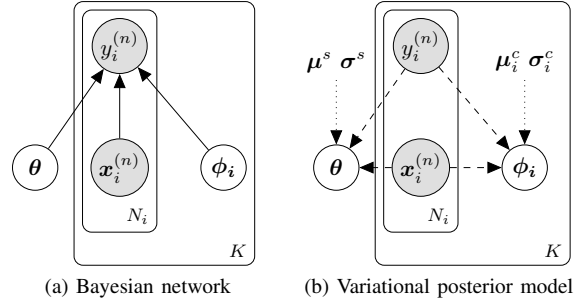 y_i^{(n)}
θ
x_i^{(n)}
ϕ_i
N_i
K
(a) Bayesian network
y_i^{(n)}
μ^s σ^s
μ_i^c σ_i^c
θ
x_i^{(n)}
ϕ_i
N_i
K
(b) Variational posterior model